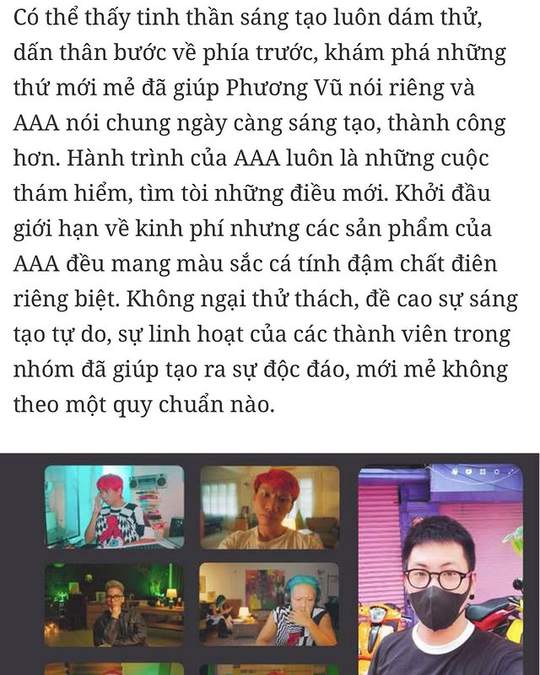 Có thể thấy tinh thần sáng tạo luôn dám thử,
dấn thân bước về phía trước, khám phá những
thứ mới mẻ đã giúp Phương Vũ nói riêng và
AAA nói chung ngày càng sáng tạo, thành công
hơn. Hành trình của AAA luôn là những cuộc
thám hiểm, tìm tòi những điều mới. Khởi đầu
giới hạn về kinh phí nhưng các sản phẩm của
AAA đều mang màu sắc cá tính đậm chất điên
riêng biệt. Không ngại thử thách, đề cao sự sáng
tạo tự do, sự linh hoạt của các thành viên trong
nhóm đã giúp tạo ra sự độc đáo, mới mẻ không
theo một quy chuẩn nào.